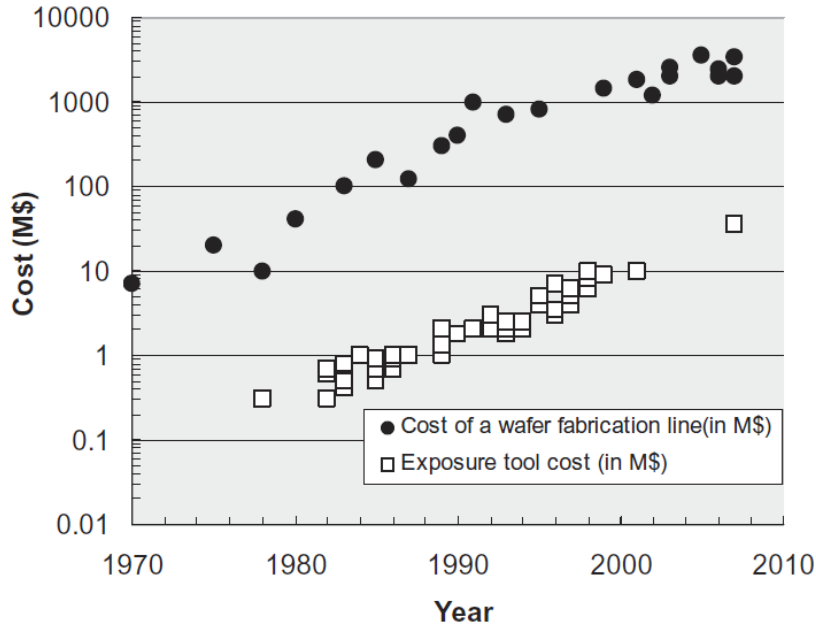 10000
1000
100
10
1
0.1
0.01
Cost (M$)
Cost of a wafer fabrication line(in M$)
Exposure tool cost (in M$)
1970 1980 1990 2000 2010
Year